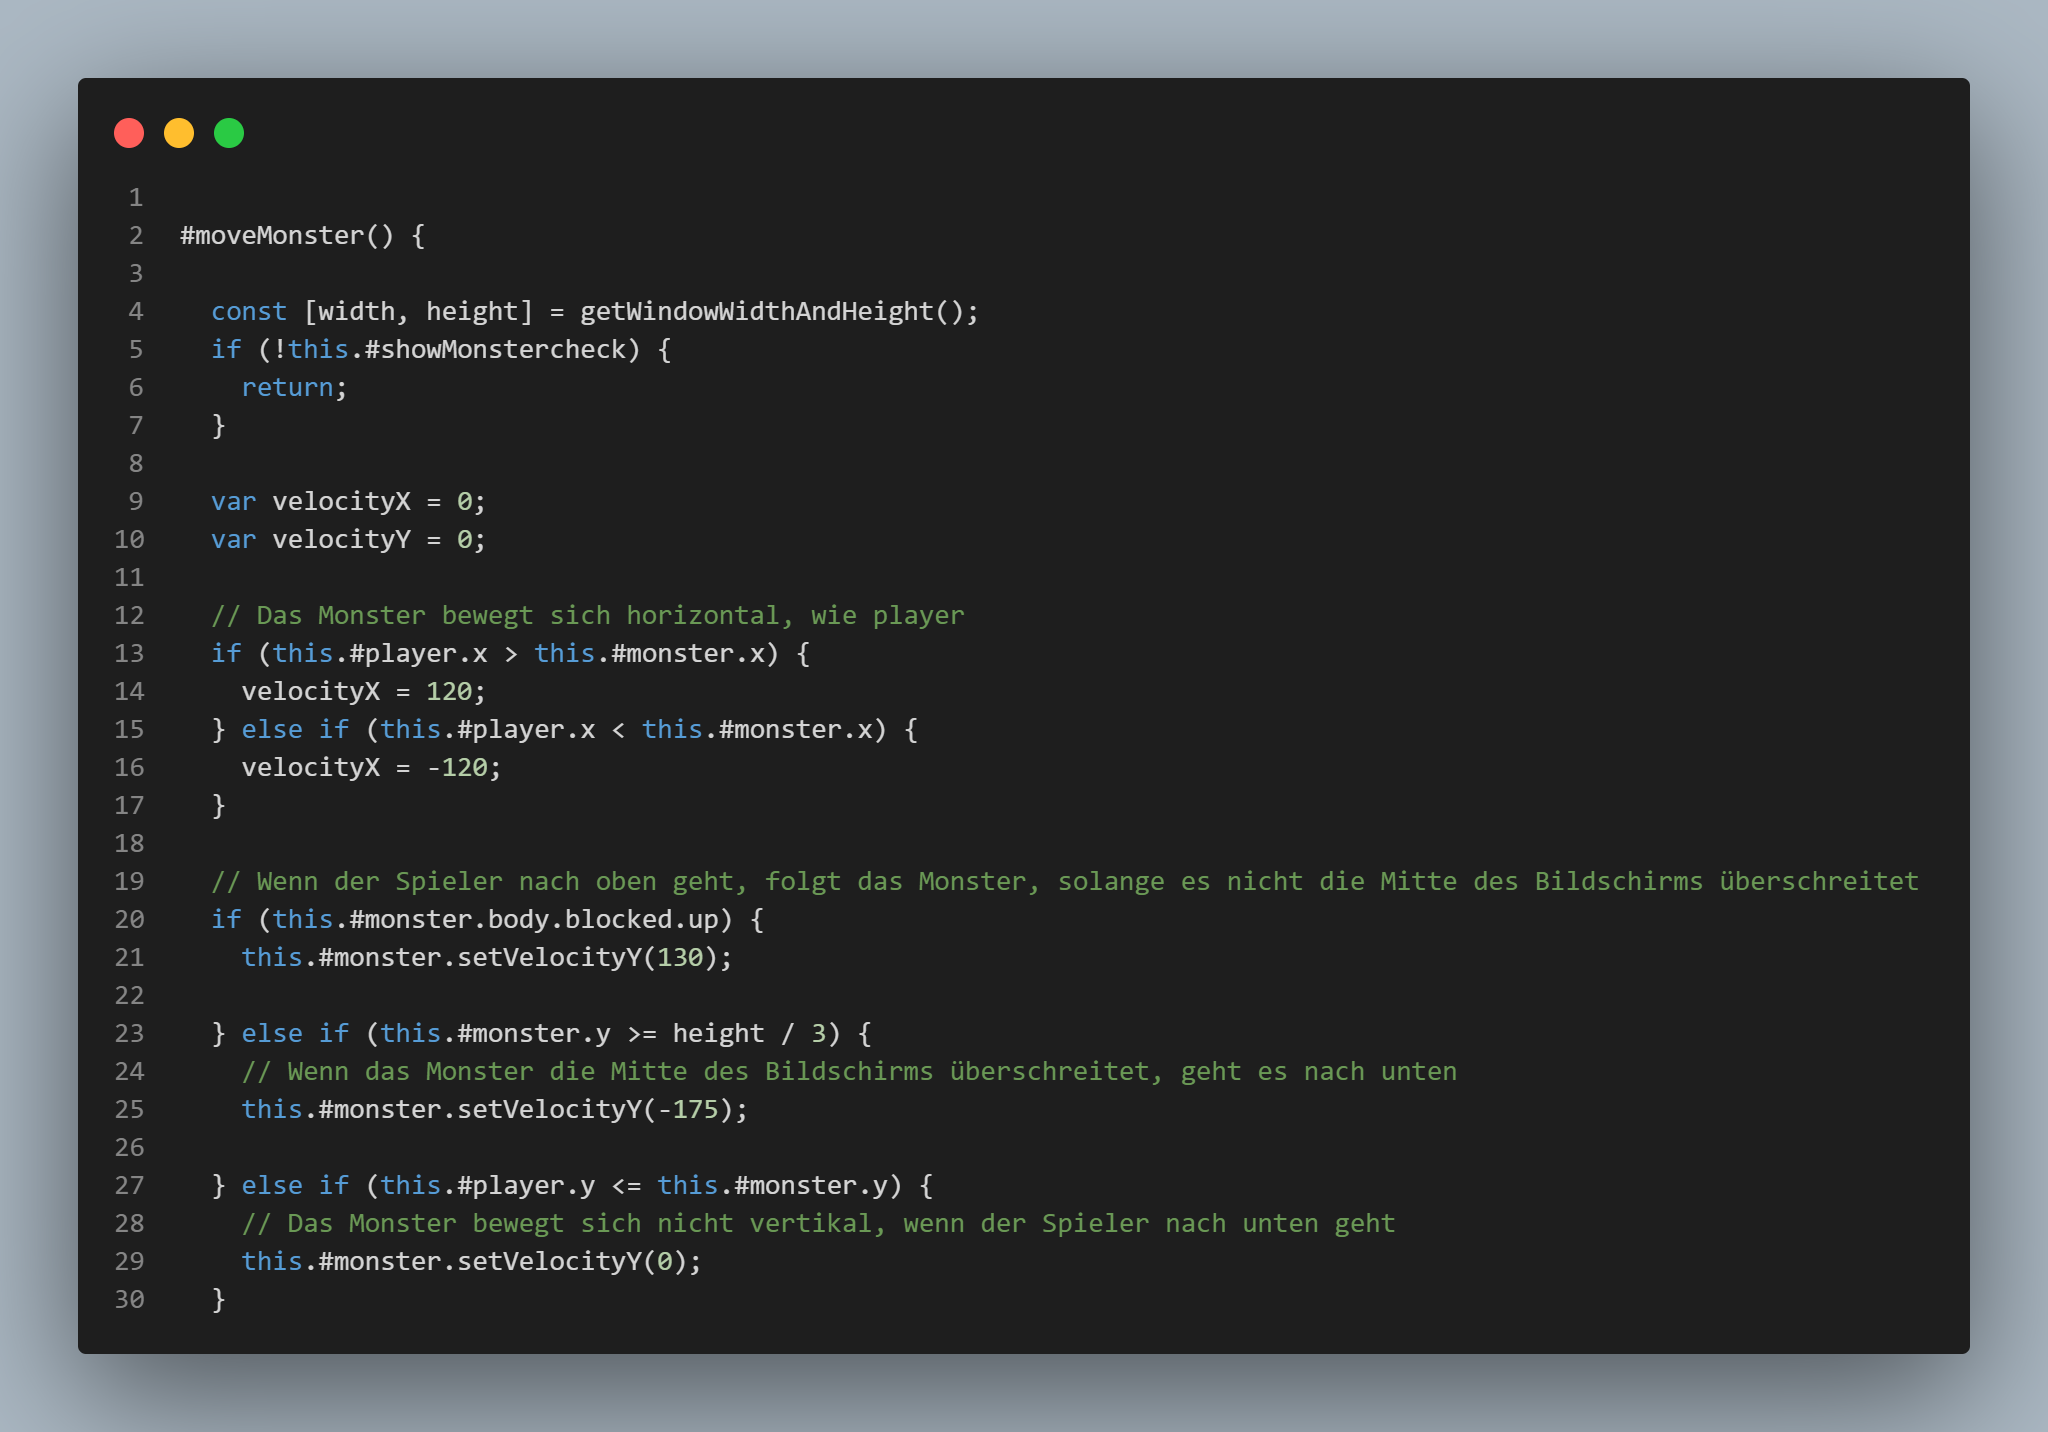 1
2 #moveMonster() {
3
4   const [width, height] = getWindowWidthAndHeight();
5   if (!this.#showMonstercheck) {
6     return;
7   }
8
9   var velocityX = 0;
10   var velocityY = 0;
11
12   // Das Monster bewegt sich horizontal, wie player
13   if (this.#player.x > this.#monster.x) {
14     velocityX = 120;
15   } else if (this.#player.x < this.#monster.x) {
16     velocityX = -120;
17   }
18
19   // Wenn der Spieler nach oben geht, folgt das Monster, solange es nicht die Mitte des Bildschirms überschreitet
20   if (this.#monster.body.blocked.up) {
21     this.#monster.setVelocityY(130);
22
23   } else if (this.#monster.y >= height / 3) {
24     // Wenn das Monster die Mitte des Bildschirms überschreitet, geht es nach unten
25     this.#monster.setVelocityY(-175);
26
27   } else if (this.#player.y <= this.#monster.y) {
28     // Das Monster bewegt sich nicht vertikal, wenn der Spieler nach unten geht
29     this.#monster.setVelocityY(0);
30   }